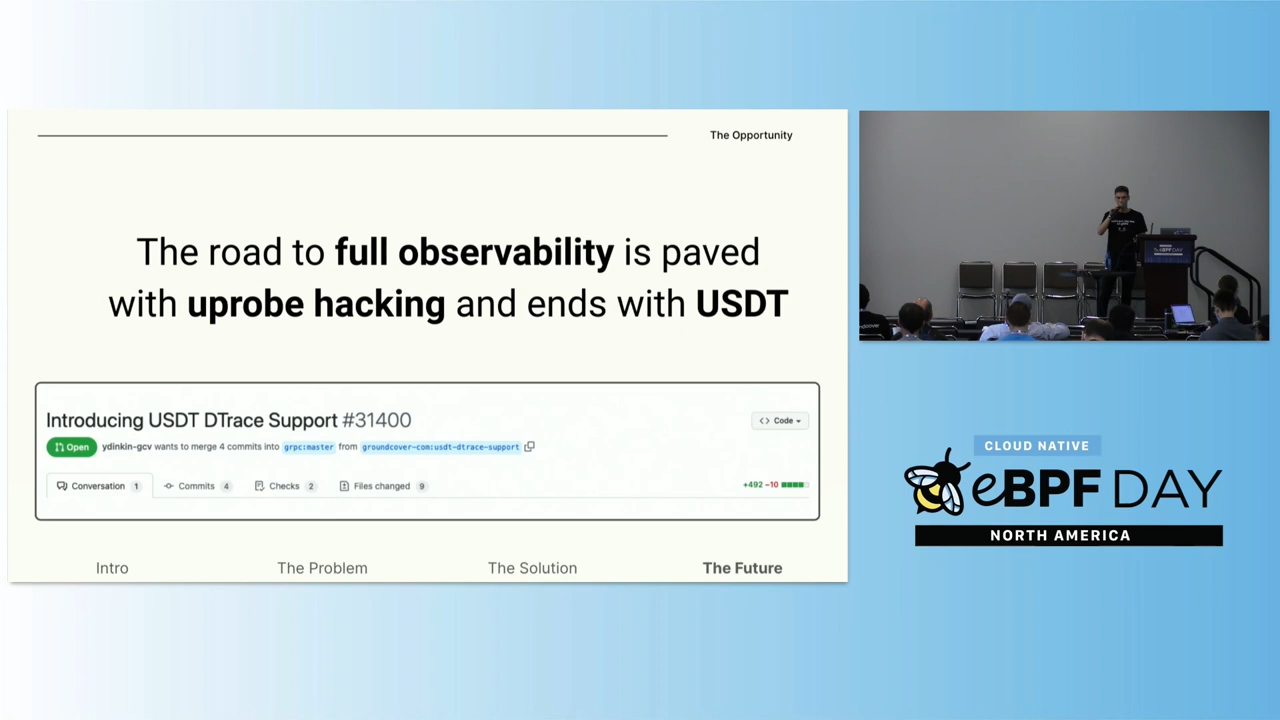 The Opportunity
The road to full observability is paved
with uprobe hacking and ends with USDT
Introducing USDT DTrace Support #31400
<> Code
Open ydinkin-gcv wants to merge 4 commits into grpc:master from groundcover-com:usdt-dtrace-support
Conversation 1 Commits 4 Checks 2 Files changed 9 +492 −10
Intro The Problem The Solution The Future
CLOUD NATIVE
eBPF DAY
NORTH AMERICA